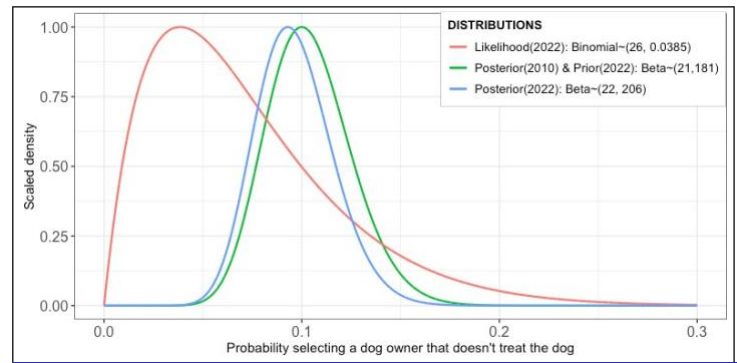 DISTRIBUTIONS
Likelihood(2022): Binomial~(26, 0.0385)
Posterior(2010) & Prior(2022): Beta~(21,181)
Posterior(2022): Beta~(22, 206)
Scaled density
1.00
0.75
0.50
0.25
0.00
0.0 0.1 0.2 0.3
Probability selecting a dog owner that doesn't treat the dog